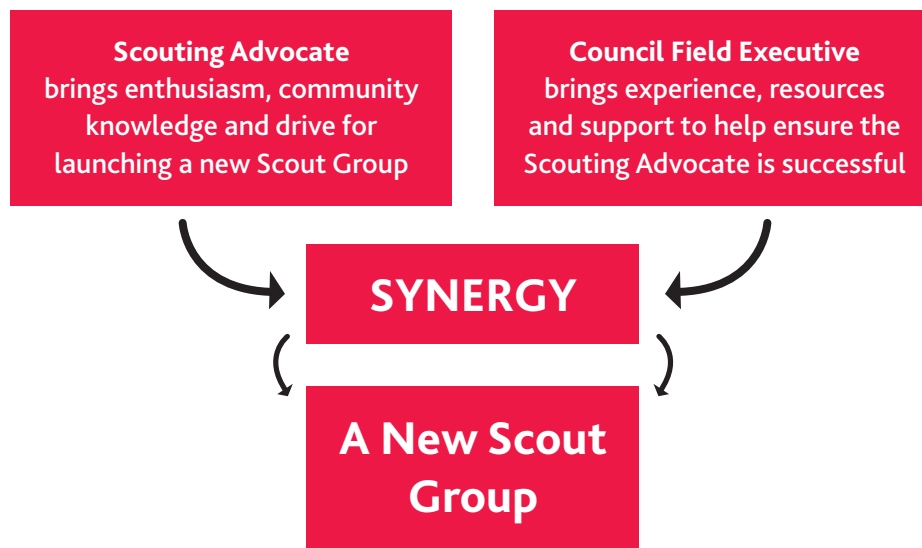 Scouting Advocate
brings enthusiasm, community
knowledge and drive for
launching a new Scout Group
Council Field Executive
brings experience, resources
and support to help ensure the
Scouting Advocate is successful
SYNERGY
A New Scout
Group